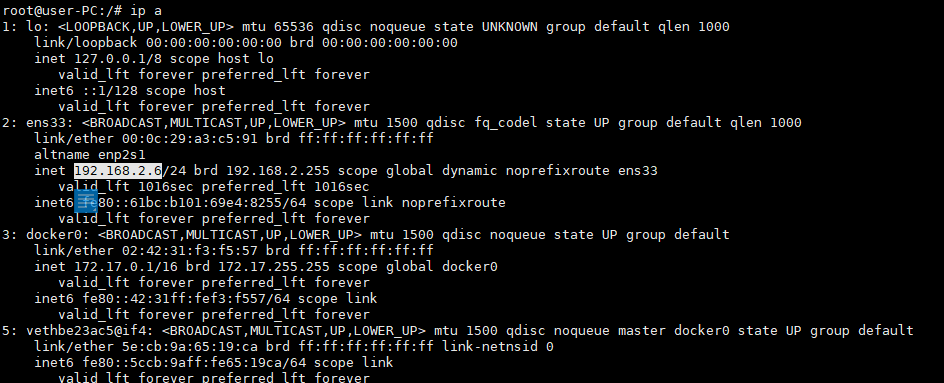 root@user-PC:/# ip a
1: lo: <LOOPBACK,UP,LOWER_UP> mtu 65536 qdisc noqueue state UNKNOWN group default qlen 1000
    link/loopback 00:00:00:00:00:00 brd 00:00:00:00:00:00
    inet 127.0.0.1/8 scope host lo
       valid_lft forever preferred_lft forever
    inet6 ::1/128 scope host
       valid_lft forever preferred_lft forever
2: ens33: <BROADCAST,MULTICAST,UP,LOWER_UP> mtu 1500 qdisc fq_codel state UP group default qlen 1000
    link/ether 00:0c:29:a3:c5:91 brd ff:ff:ff:ff:ff:ff
    altname enp2s1
    inet 192.168.2.6/24 brd 192.168.2.255 scope global dynamic noprefixroute ens33
       valid_lft 1016sec preferred_lft 1016sec
    inet6 fe80::61bc:b101:69e4:8255/64 scope link noprefixroute
       valid_lft forever preferred_lft forever
3: docker0: <BROADCAST,MULTICAST,UP,LOWER_UP> mtu 1500 qdisc noqueue state UP group default
    link/ether 02:42:31:f3:f5:57 brd ff:ff:ff:ff:ff:ff
    inet 172.17.0.1/16 brd 172.17.255.255 scope global docker0
       valid_lft forever preferred_lft forever
    inet6 fe80::42:31ff:fef3:f557/64 scope link
       valid_lft forever preferred_lft forever
5: vethbe23ac5@if4: <BROADCAST,MULTICAST,UP,LOWER_UP> mtu 1500 qdisc noqueue master docker0 state UP group default
    link/ether 5e:cb:9a:65:19:ca brd ff:ff:ff:ff:ff:ff link-netnsid 0
    inet6 fe80::5ccb:9aff:fe65:19ca/64 scope link
       valid_lft forever preferred_lft forever